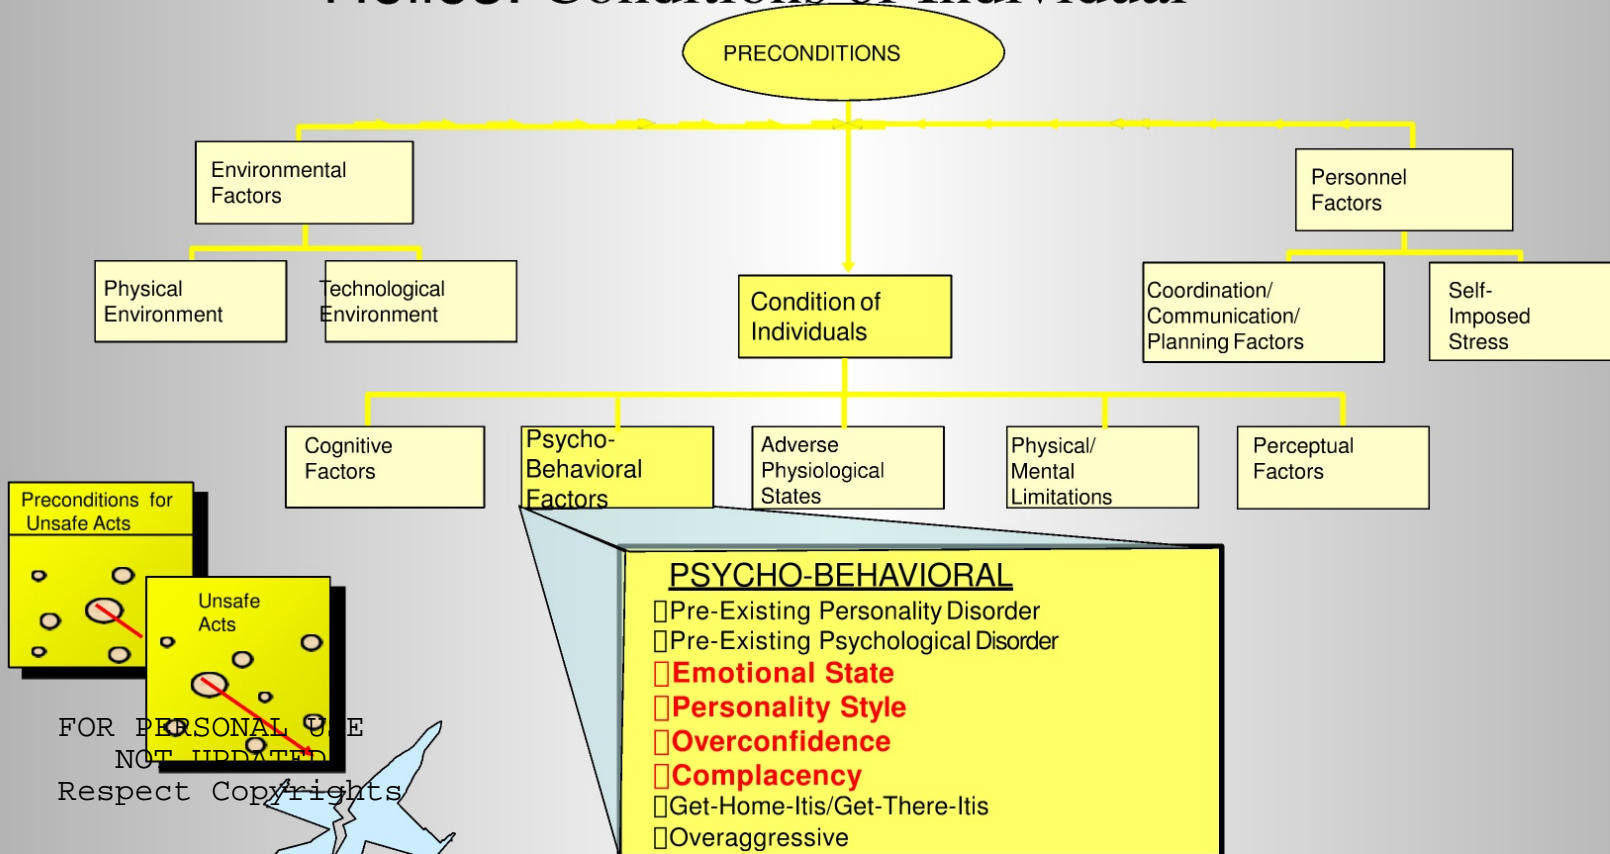 Conditions of Individual
PRECONDITIONS
Environmental
Factors
Personnel
Factors
Physical
Environment
Technological
Environment
Condition of
Individuals
Coordination/
Communication/
Planning Factors
Self-
Imposed
Stress
Cognitive
Factors
Psycho-
Behavioral
Factors
Adverse
Physiological
States
Physical/
Mental
Limitations
Perceptual
Factors
Preconditions for
Unsafe Acts
Unsafe
Acts
PSYCHO-BEHAVIORAL
Pre-Existing Personality Disorder
Pre-Existing Psychological Disorder
Emotional State
Personality Style
Overconfidence
Complacency
Get-Home-Itis/Get-There-Itis
Overaggressive
FOR PERSONAL USE
NOT UPDATED
Respect Copyrights